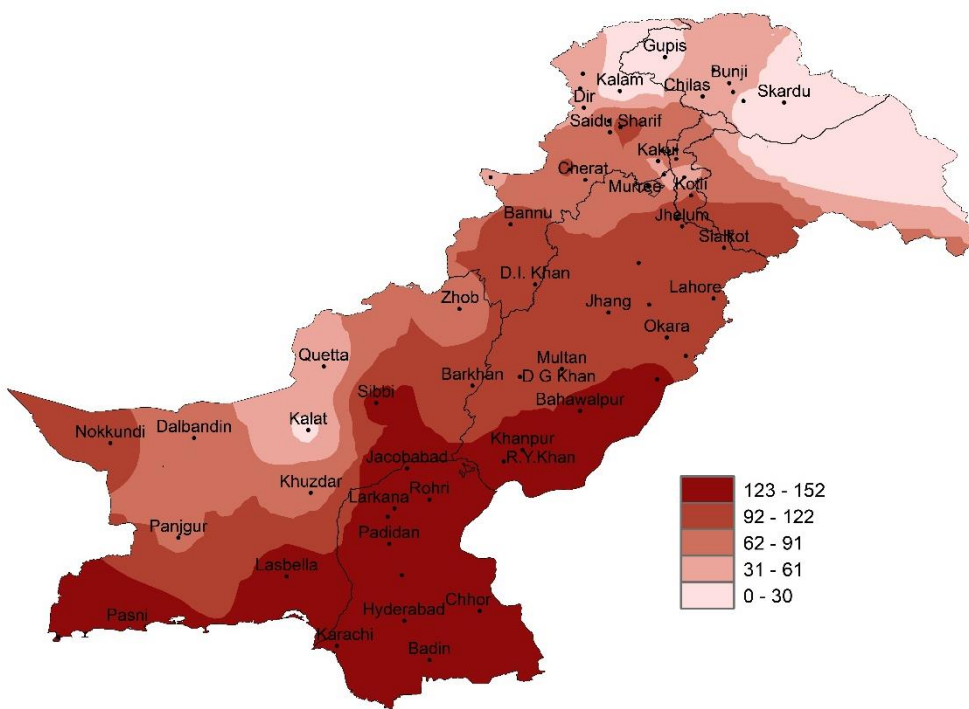 Gupis
Kalam
Chilas
Bunji
Skardu
Dir
Saidu Sharif
Kakul
Cherat
Murree
Kotli
Bannu
Jhelum
Sialkot
D.I. Khan
Zhob
Jhang
Lahore
Okara
Quetta
Multan
D G Khan
Barkhan
Sibbi
Bahawalpur
Kalat
Nokkundi
Dalbandin
Khanpur
R.Y.Khan
Jacobabad
Khuzdar
Larkana
Rohri
Panjgur
Padidan
Lasbella
Pasni
Hyderabad
Chhor
Karachi
Badin
123 - 152
92 - 122
62 - 91
31 - 61
0 - 30